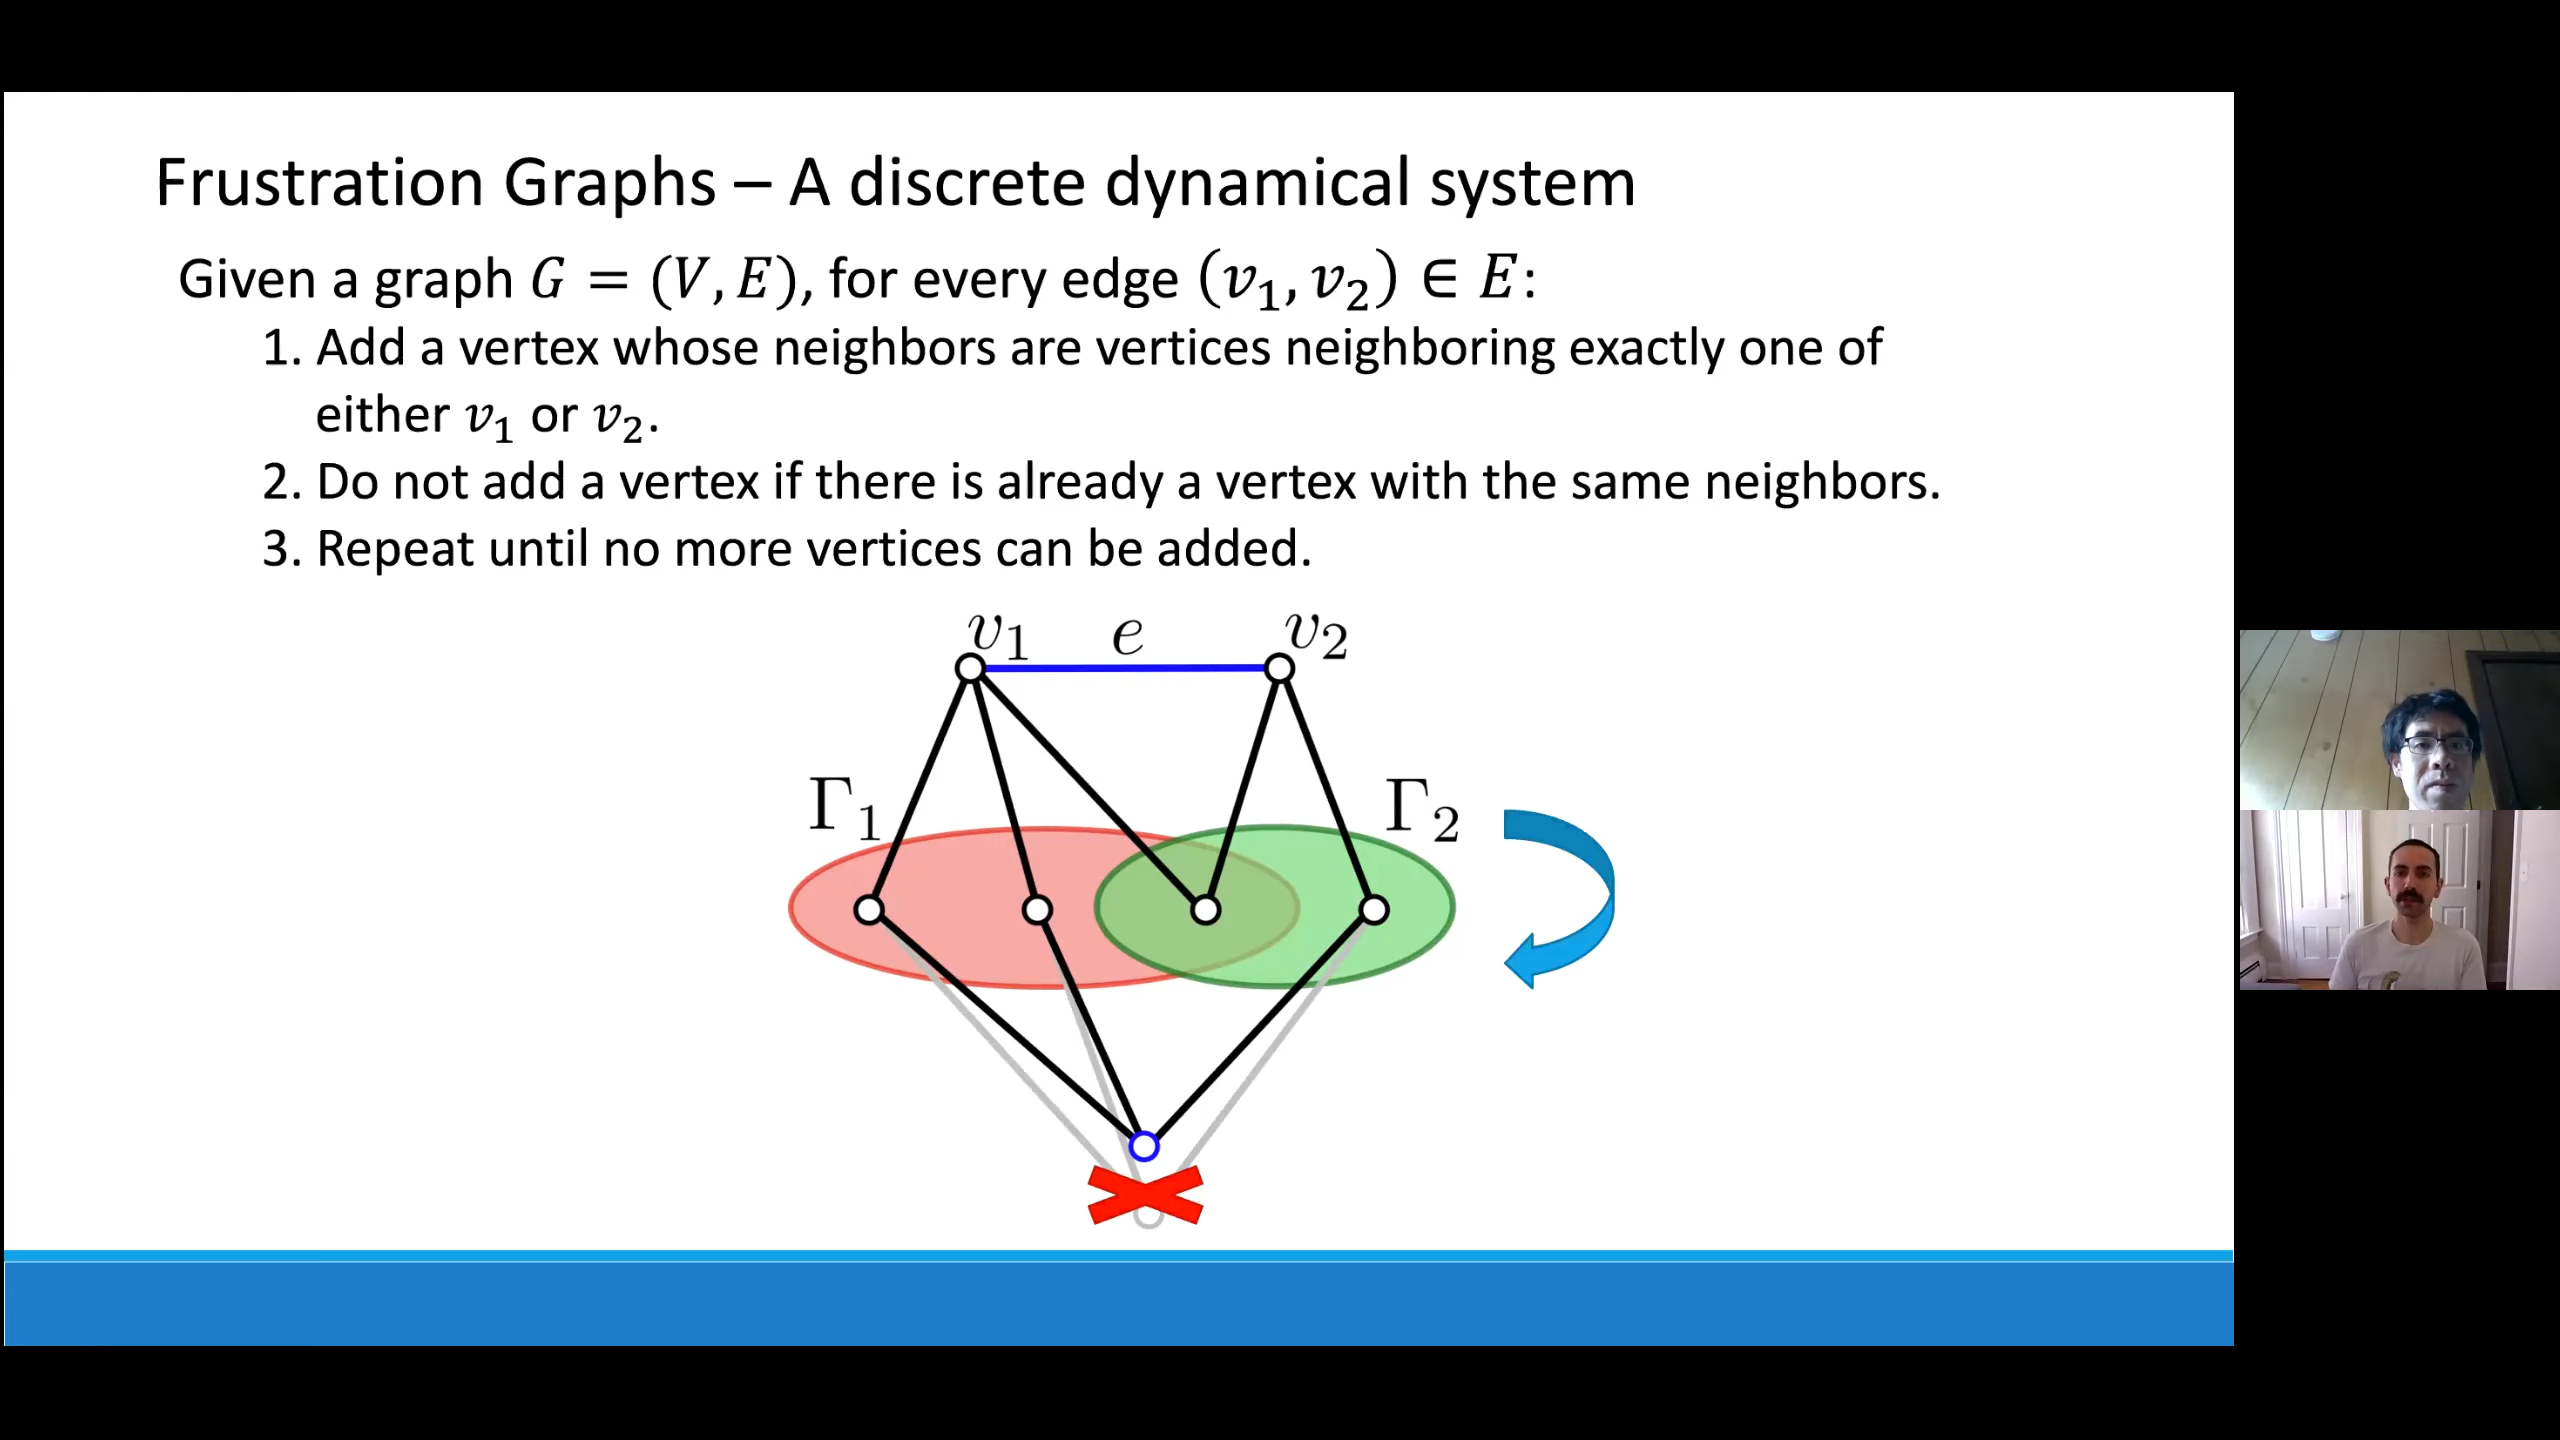 Frustration Graphs – A discrete dynamical system
Given a graph G = (V, E), for every edge (v₁, v₂) ∈ E:
1. Add a vertex whose neighbors are vertices neighboring exactly one of
either v₁ or v₂.
2. Do not add a vertex if there is already a vertex with the same neighbors.
3. Repeat until no more vertices can be added.
v₁ e v₂
Γ₁ Γ₂